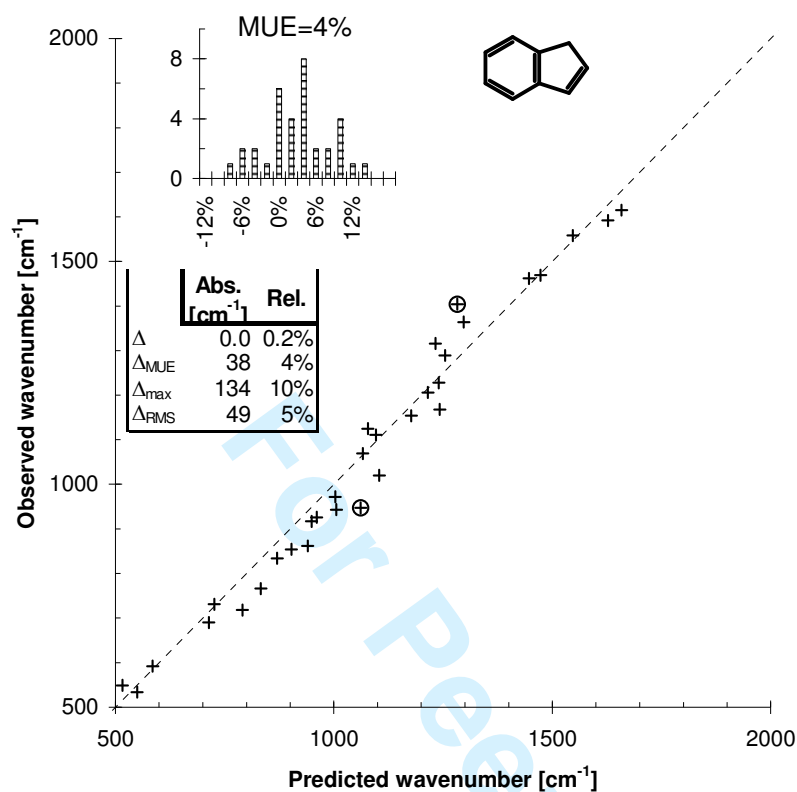 MUE=4%
8
4
0
-12%
-6%
0%
6%
12%
2000
1500
1000
500
Observed wavenumber [cm-1]
Abs. [cm-1] Rel.
Δ 0.0 0.2%
ΔMUE 38 4%
Δmax 134 10%
ΔRMS 49 5%
For Pee
500 1000 1500 2000
Predicted wavenumber [cm-1]